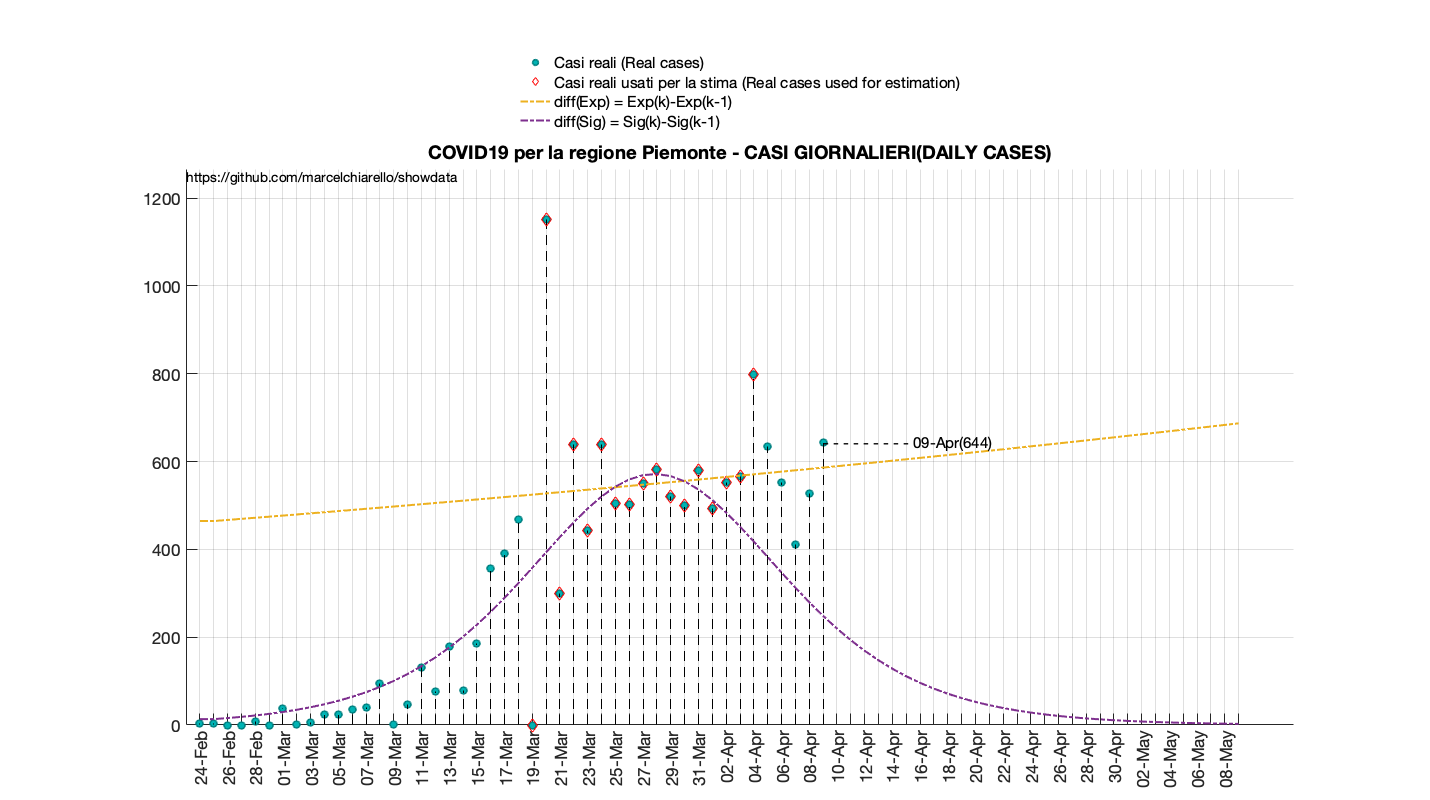 Casi reali (Real cases)
Casi reali usati per la stima (Real cases used for estimation)
diff(Exp) = Exp(k)-Exp(k-1)
diff(Sig) = Sig(k)-Sig(k-1)
COVID19 per la regione Piemonte - CASI GIORNALIERI(DAILY CASES)
https://github.com/marcelchiarello/showdata
1200
1000
800
600
400
200
0
09-Apr(644)
24-Feb
26-Feb
28-Feb
01-Mar
03-Mar
05-Mar
07-Mar
09-Mar
11-Mar
13-Mar
15-Mar
17-Mar
19-Mar
21-Mar
23-Mar
25-Mar
27-Mar
29-Mar
31-Mar
02-Apr
04-Apr
06-Apr
08-Apr
10-Apr
12-Apr
14-Apr
16-Apr
18-Apr
20-Apr
22-Apr
24-Apr
26-Apr
28-Apr
30-Apr
02-May
04-May
06-May
08-May